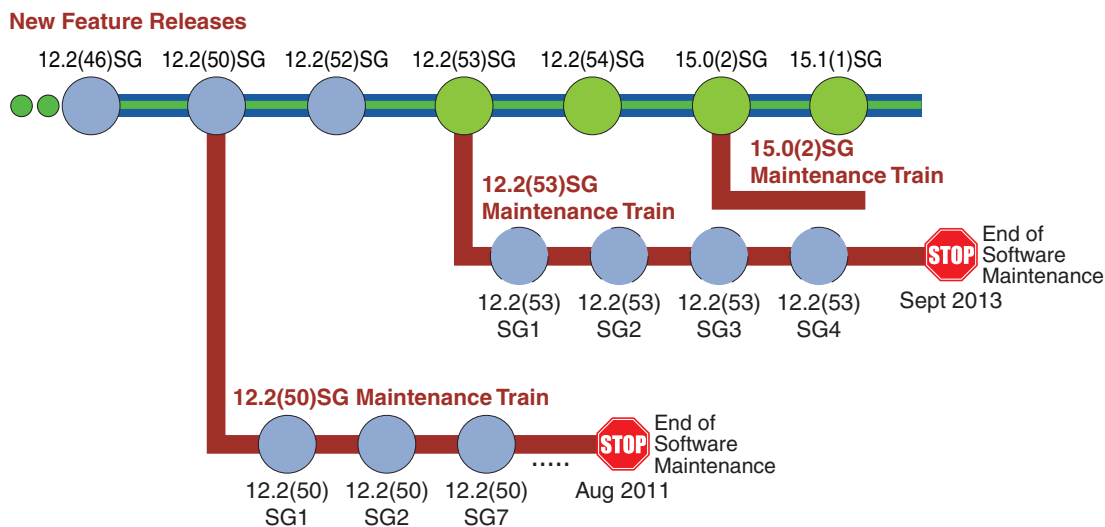 New Feature Releases
12.2(46)SG 12.2(50)SG 12.2(52)SG 12.2(53)SG 12.2(54)SG 15.0(2)SG 15.1(1)SG
15.0(2)SG
Maintenance Train
12.2(53)SG
Maintenance Train
STOP
End of
Software
Maintenance
12.2(53) 12.2(53) 12.2(53) 12.2(53)
SG1 SG2 SG3 SG4
Sept 2013
12.2(50)SG Maintenance Train
.....
STOP
End of
Software
Maintenance
12.2(50) 12.2(50) 12.2(50)
SG1 SG2 SG7
Aug 2011